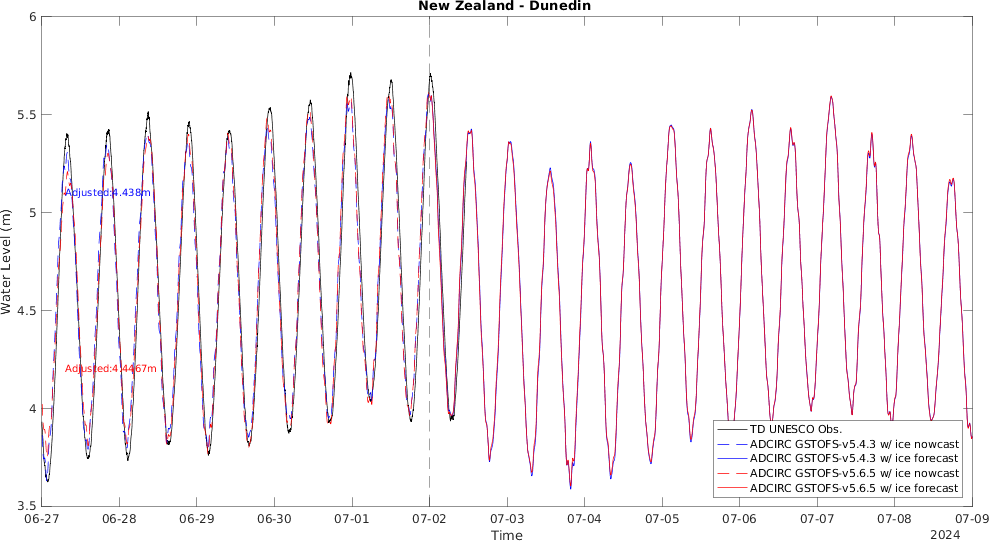 New Zealand - Dunedin
6
5.5
5
4.5
4
3.5
Water Level (m)
Adjusted:4.438m
Adjusted:4.4467m
TD UNESCO Obs.
ADCIRC GSTOFS-v5.4.3 w/ ice nowcast
ADCIRC GSTOFS-v5.4.3 w/ ice forecast
ADCIRC GSTOFS-v5.6.5 w/ ice nowcast
ADCIRC GSTOFS-v5.6.5 w/ ice forecast
06-27 06-28 06-29 06-30 07-01 07-02 07-03 07-04 07-05 07-06 07-07 07-08 07-09
Time
2024